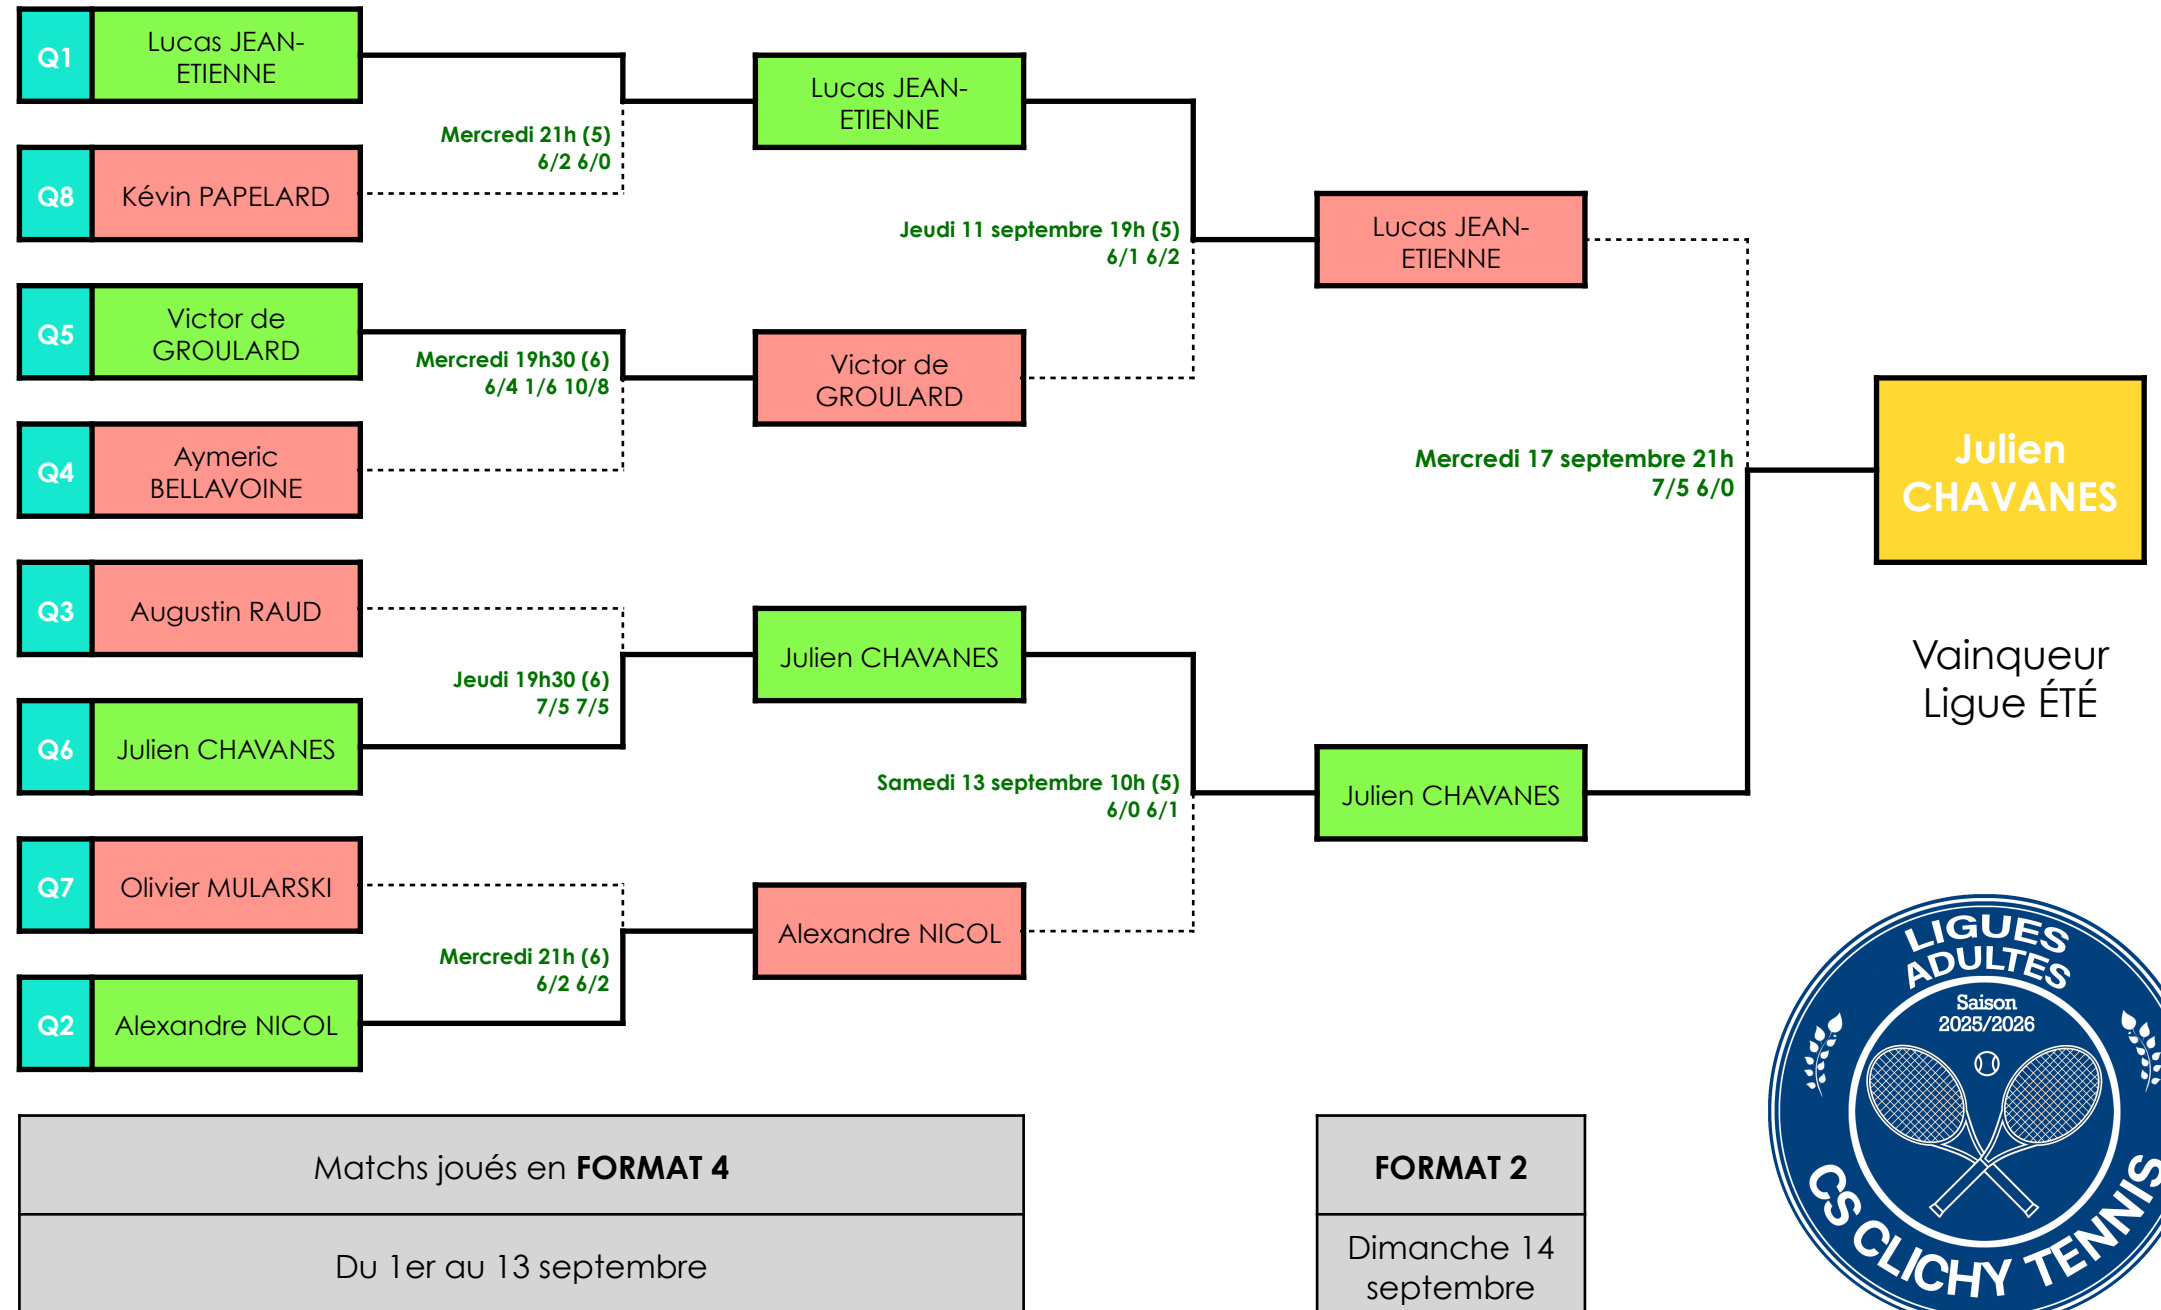 Q1
Lucas JEAN-
ETIENNE
Mercredi 21h (5)
6/2 6/0
Q8
Kévin PAPELARD
Q5
Victor de
GROULARD
Mercredi 19h30 (6)
6/4 1/6 10/8
Q4
Aymeric
BELLAVOINE
Q3
Augustin RAUD
Jeudi 19h30 (6)
7/5 7/5
Q6
Julien CHAVANES
Q7
Olivier MULARSKI
Mercredi 21h (6)
6/2 6/2
Q2
Alexandre NICOL
Lucas JEAN-
ETIENNE
Jeudi 11 septembre 19h (5)
6/1 6/2
Victor de
GROULARD
Julien CHAVANES
Samedi 13 septembre 10h (5)
6/0 6/1
Alexandre NICOL
Lucas JEAN-
ETIENNE
Mercredi 17 septembre 21h
7/5 6/0
Julien CHAVANES
Julien
CHAVANES
Vainqueur
Ligue ÉTÉ
Matchs joués en FORMAT 4
Du 1er au 13 septembre
FORMAT 2
Dimanche 14
septembre
LIGUES
ADULTES
Saison
2025/2026
CS CLICHY TENNIS